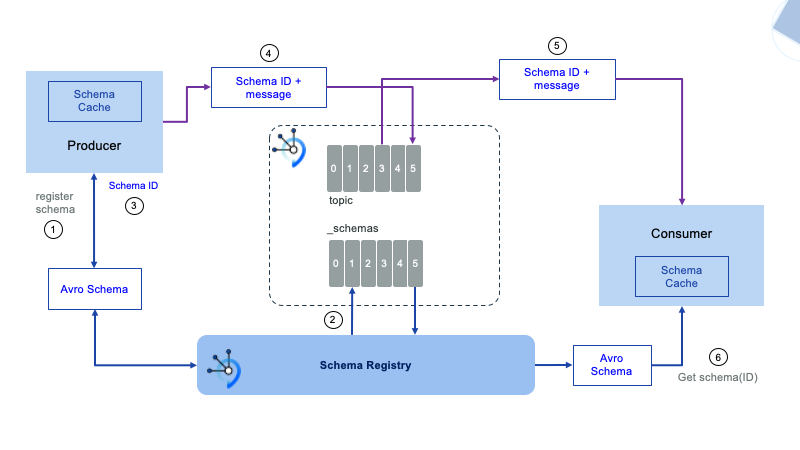 4
5
Schema ID +
message
Schema ID +
message
Schema
Cache
Producer
0 1 2 3 4 5
topic
register
schema
1
Schema ID
3
_schemas
0 1 2 3 4 5
Consumer
Schema
Cache
Avro Schema
2
Schema Registry
Avro
Schema
6
Get schema(ID)